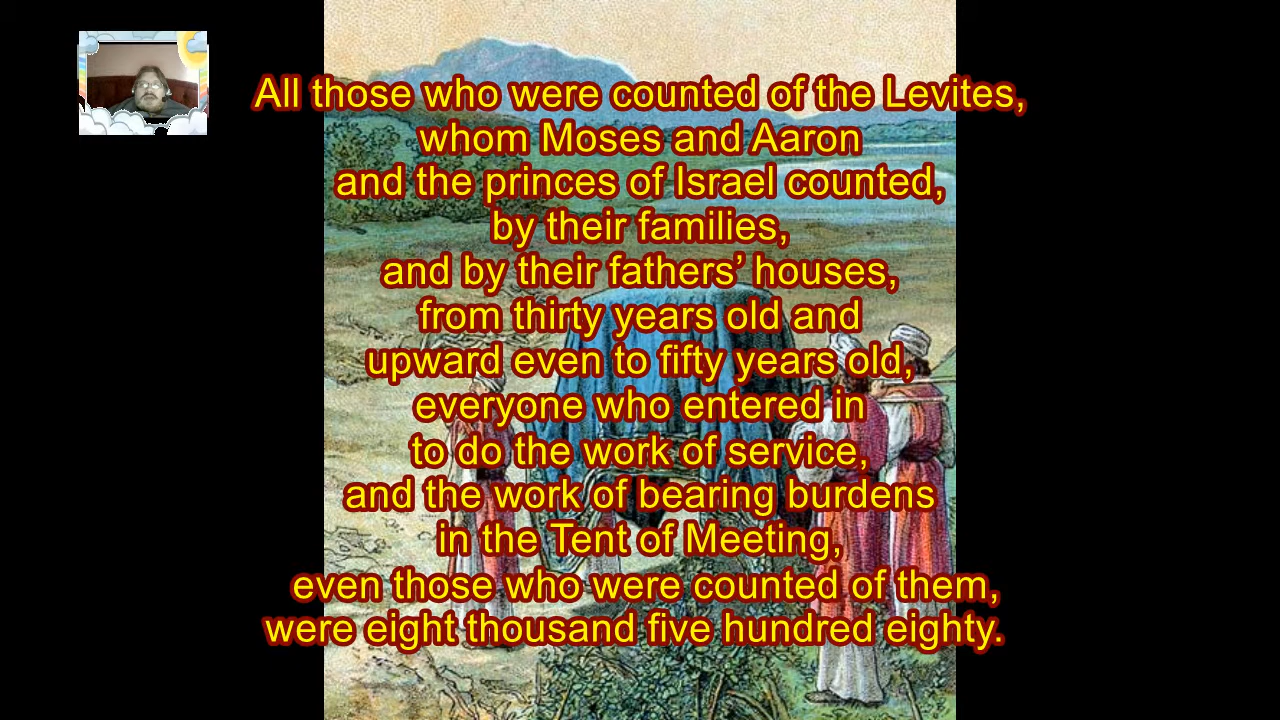 All those who were counted of the Levites,
whom Moses and Aaron
and the princes of Israel counted,
by their families,
and by their fathers’ houses,
from thirty years old and
upward even to fifty years old,
everyone who entered in
to do the work of service,
and the work of bearing burdens
in the Tent of Meeting,
even those who were counted of them,
were eight thousand five hundred eighty.